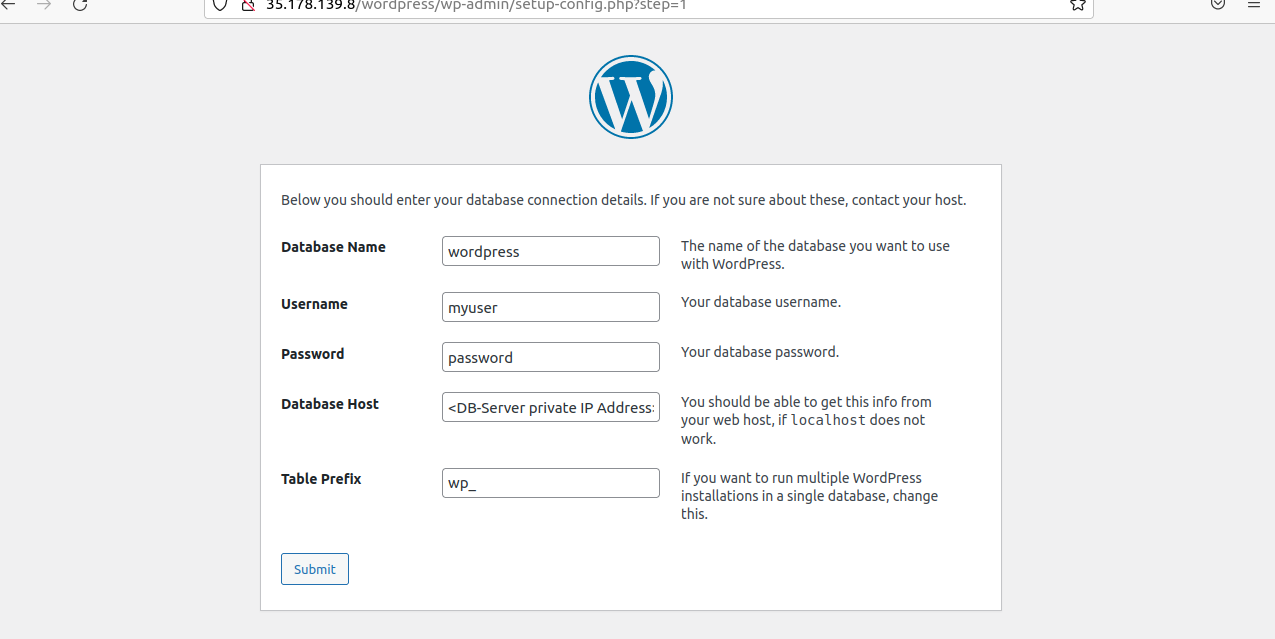 35.178.139.8/wordpress/wp-admin/setup-config.php?step=1
W
Below you should enter your database connection details. If you are not sure about these, contact your host.
Database Name
wordpress
The name of the database you want to use
with WordPress.
Username
myuser
Your database username.
Password
password
Your database password.
Database Host
<DB-Server private IP Address
You should be able to get this info from
your web host, if localhost does not
work.
Table Prefix
wp_
If you want to run multiple WordPress
installations in a single database, change
this.
Submit